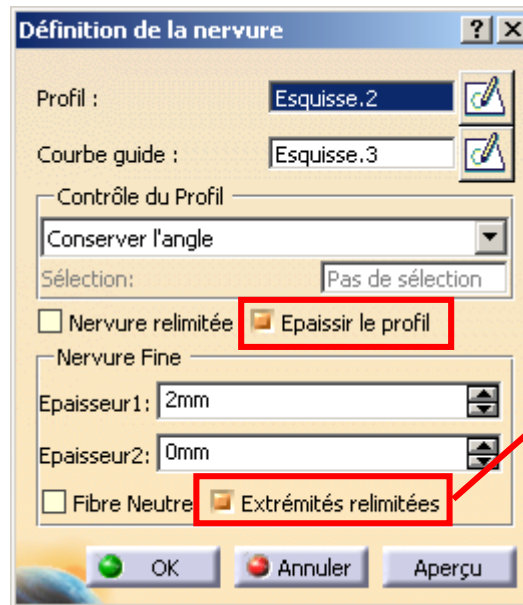 Définition de la nervure
Profil : Esquisse.2
Courbe guide : Esquisse.3
Contrôle du Profil
Conserver l'angle
Sélection: Pas de sélection
Nervure relimitée Epaissir le profil
Nervure Fine
Epaisseur1: 2mm
Epaisseur2: 0mm
Fibre Neutre Extrémités relimitées
OK Annuler Aperçu